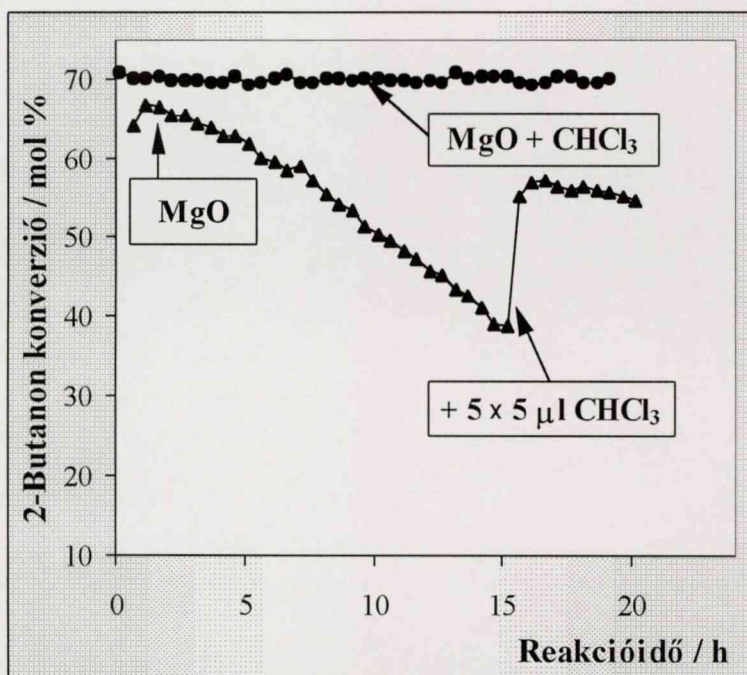 2-Butanon konverzió / mol %
70
60
50
40
30
20
10
MgO + CHCl₃
MgO
+ 5 x 5 µl CHCl₃
0 5 10 15 20
Reakcióidő / h